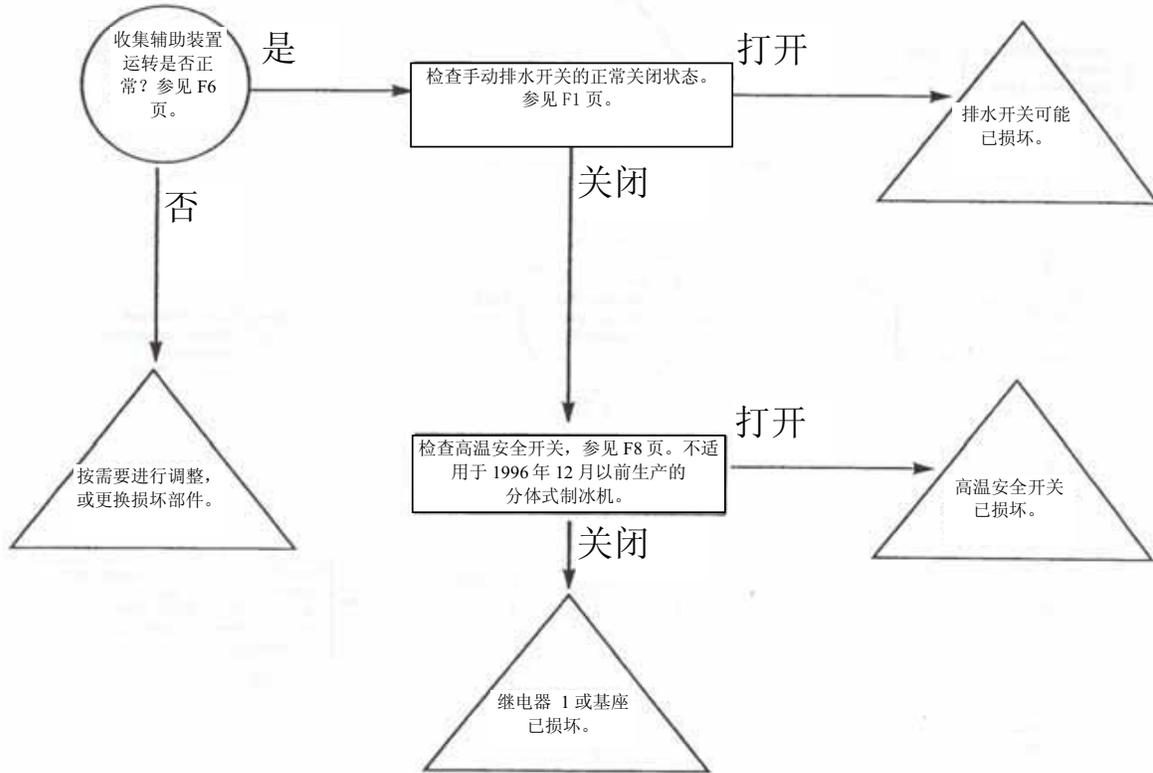 收集辅助装置
运转是否正
常？参见 F6
页。
是
检查手动排水开关的正常关闭状态。
参见 F1 页。
打开
排水开关可能
已损坏。
否
关闭
按需要进行调整，
或更换损坏部件。
检查高温安全开关，参见 F8 页。不适
用于 1996 年 12 月以前生产的
分体式制冰机。
打开
高温安全开关
已损坏。
关闭
继电器 1 或基座
已损坏。